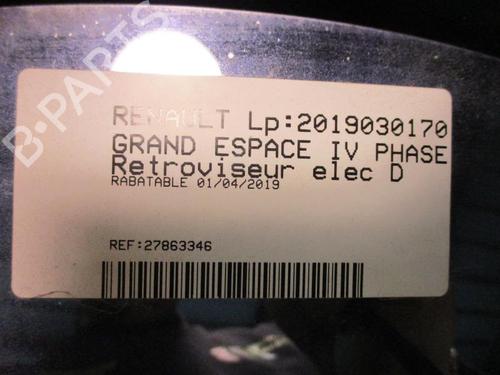 B-PARTS
RENAULT Lp:2019030170
GRAND ESPACE IV PHASE
Retroviseur elec D
RABATABLE 01/04/2019
REF:27863346